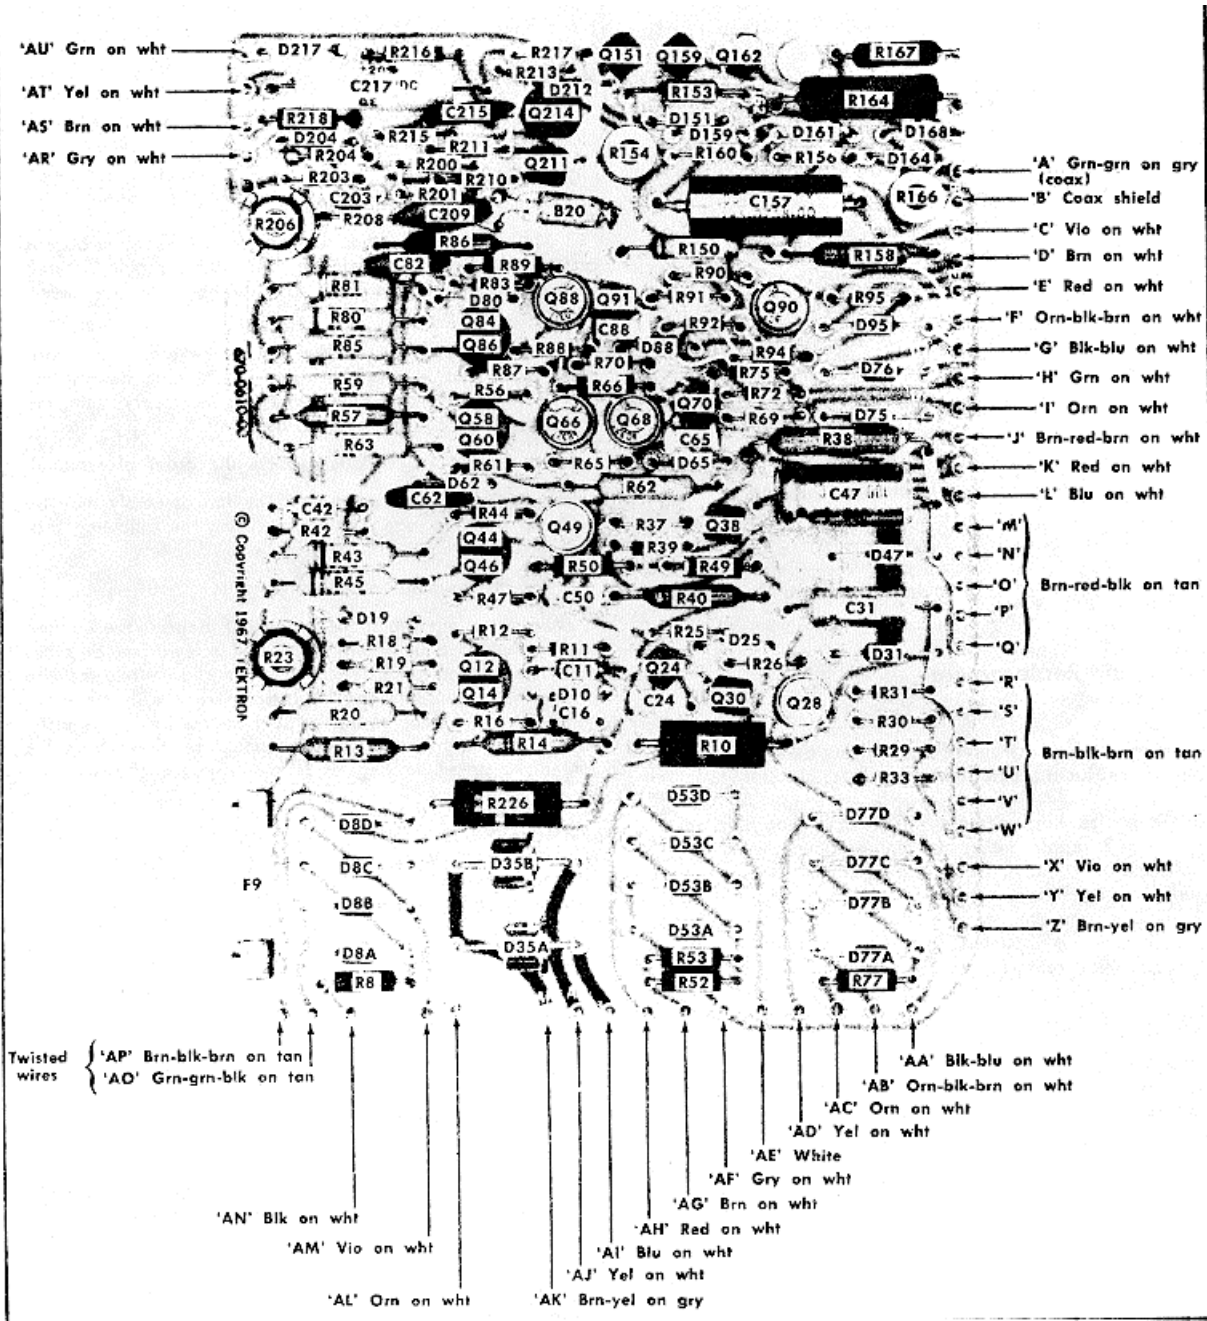 'AU' Grn on wht
'AT' Yel on wht
'AS' Brn on wht
'AR' Gry on wht
D217
R216
R217
Q151
Q159
Q162
R167
R213
C217
DC
D212
R153
R164
C215
Q214
R218
D151
D204
R215
D159
D161
D168
R204
R211
Q211
R154
R160
R156
D164
R200
R203
R210
C203
R201
C157
R166
R206
R208
C209
B20
R86
R150
R158
C82
R89
R90
R81
R83
D80
Q88
Q91
R91
Q90
R95
R80
Q84
C88
R92
D95
R85
Q86
R88
D88
R94
R70
R87
R75
D76
R59
R56
R66
R72
R57
Q58
Q66
Q68
Q70
R69
D75
R63
Q60
C65
R38
R61
R65
D65
D62
R62
C62
C47
C42
R44
R42
Q49
R37
Q38
Q44
R43
R39
D47
R45
Q46
R50
R49
R47
C50
R40
C31
D19
R12
R25
D25
R18
R11
R23
R19
Q12
C11
Q24
R26
D31
R21
Q14
D10
C24
Q30
Q28
R31
R20
R16
C16
R30
R13
R14
R10
R29
R33
R226
D53D
D8D
D77D
D53C
D8C
D35B
D77C
F9
D53B
D8B
D77B
D53A
D8A
D35A
D77A
R8
R53
R52
R77
© Copyright 1967 TEKTRON
'A' Grn-grn on gry
(coax)
'B' Coax shield
'C' Vio on wht
'D' Brn on wht
'E' Red on wht
'F' Orn-blk-brn on wht
'G' Blk-blu on wht
'H' Grn on wht
'I' Orn on wht
'J' Brn-red-brn on wht
'K' Red on wht
'L' Blu on wht
'M'
'N'
'O'
'P'
'Q'
Brn-red-blk on tan
'R'
'S'
'T'
'U'
'V'
'W'
Brn-blk-brn on tan
'X' Vio on wht
'Y' Yel on wht
'Z' Brn-yel on gry
Twisted
wires
'AP' Brn-blk-brn on tan
'AO' Grn-grn-blk on tan
'AA' Blk-blu on wht
'AB' Orn-blk-brn on wht
'AC' Orn on wht
'AD' Yel on wht
'AE' White
'AF' Gry on wht
'AG' Brn on wht
'AH' Red on wht
'AI' Blu on wht
'AJ' Yel on wht
'AK' Brn-yel on gry
'AL' Orn on wht
'AM' Vio on wht
'AN' Blk on wht